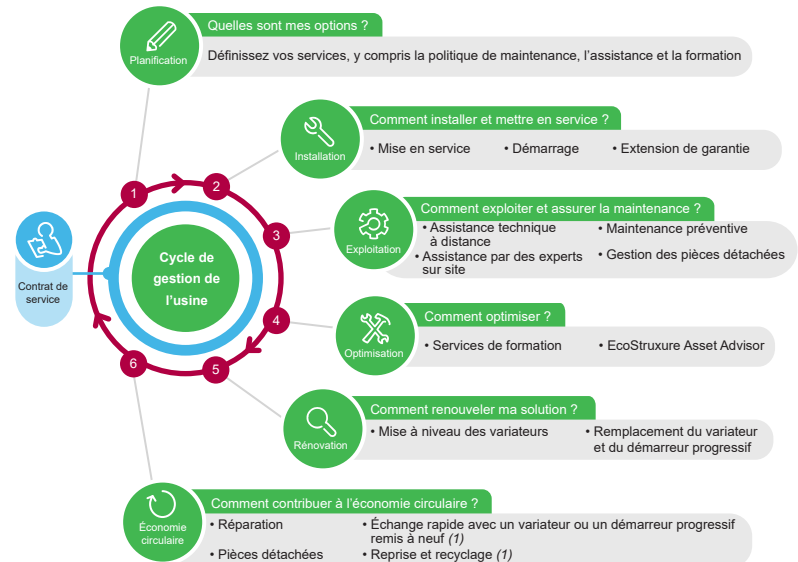 Quelles sont mes options ?
Planification
Définissez vos services, y compris la politique de maintenance, l'assistance et la formation
Comment installer et mettre en service ?
Installation
• Mise en service • Démarrage • Extension de garantie
1
2
Comment exploiter et assurer la maintenance ?
Exploitation
• Assistance technique
à distance
• Maintenance préventive
• Assistance par des experts
sur site
• Gestion des pièces détachées
3
Cycle de
gestion de
l'usine
Contrat de
service
4
Comment optimiser ?
Optimisation
• Services de formation • EcoStruxure Asset Advisor
6
5
Comment renouveler ma solution ?
Rénovation
• Mise à niveau des variateurs
• Remplacement du variateur
et du démarreur progressif
Comment contribuer à l'économie circulaire ?
Économie
circulaire
• Réparation
• Échange rapide avec un variateur ou un démarreur progressif
remis à neuf (1)
• Pièces détachées
• Reprise et recyclage (1)